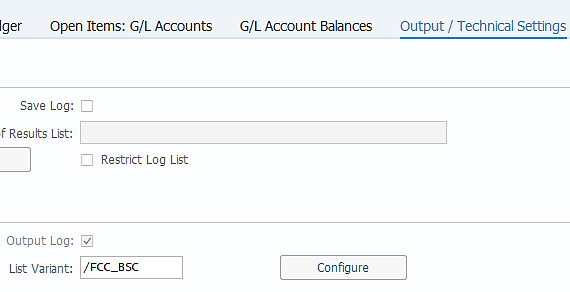 dger Open Items: G/L Accounts G/L Account Balances Output / Technical Settings
Save Log:
of Results List:
Restrict Log List
Output Log:
List Variant: /FCC_BSC Configure